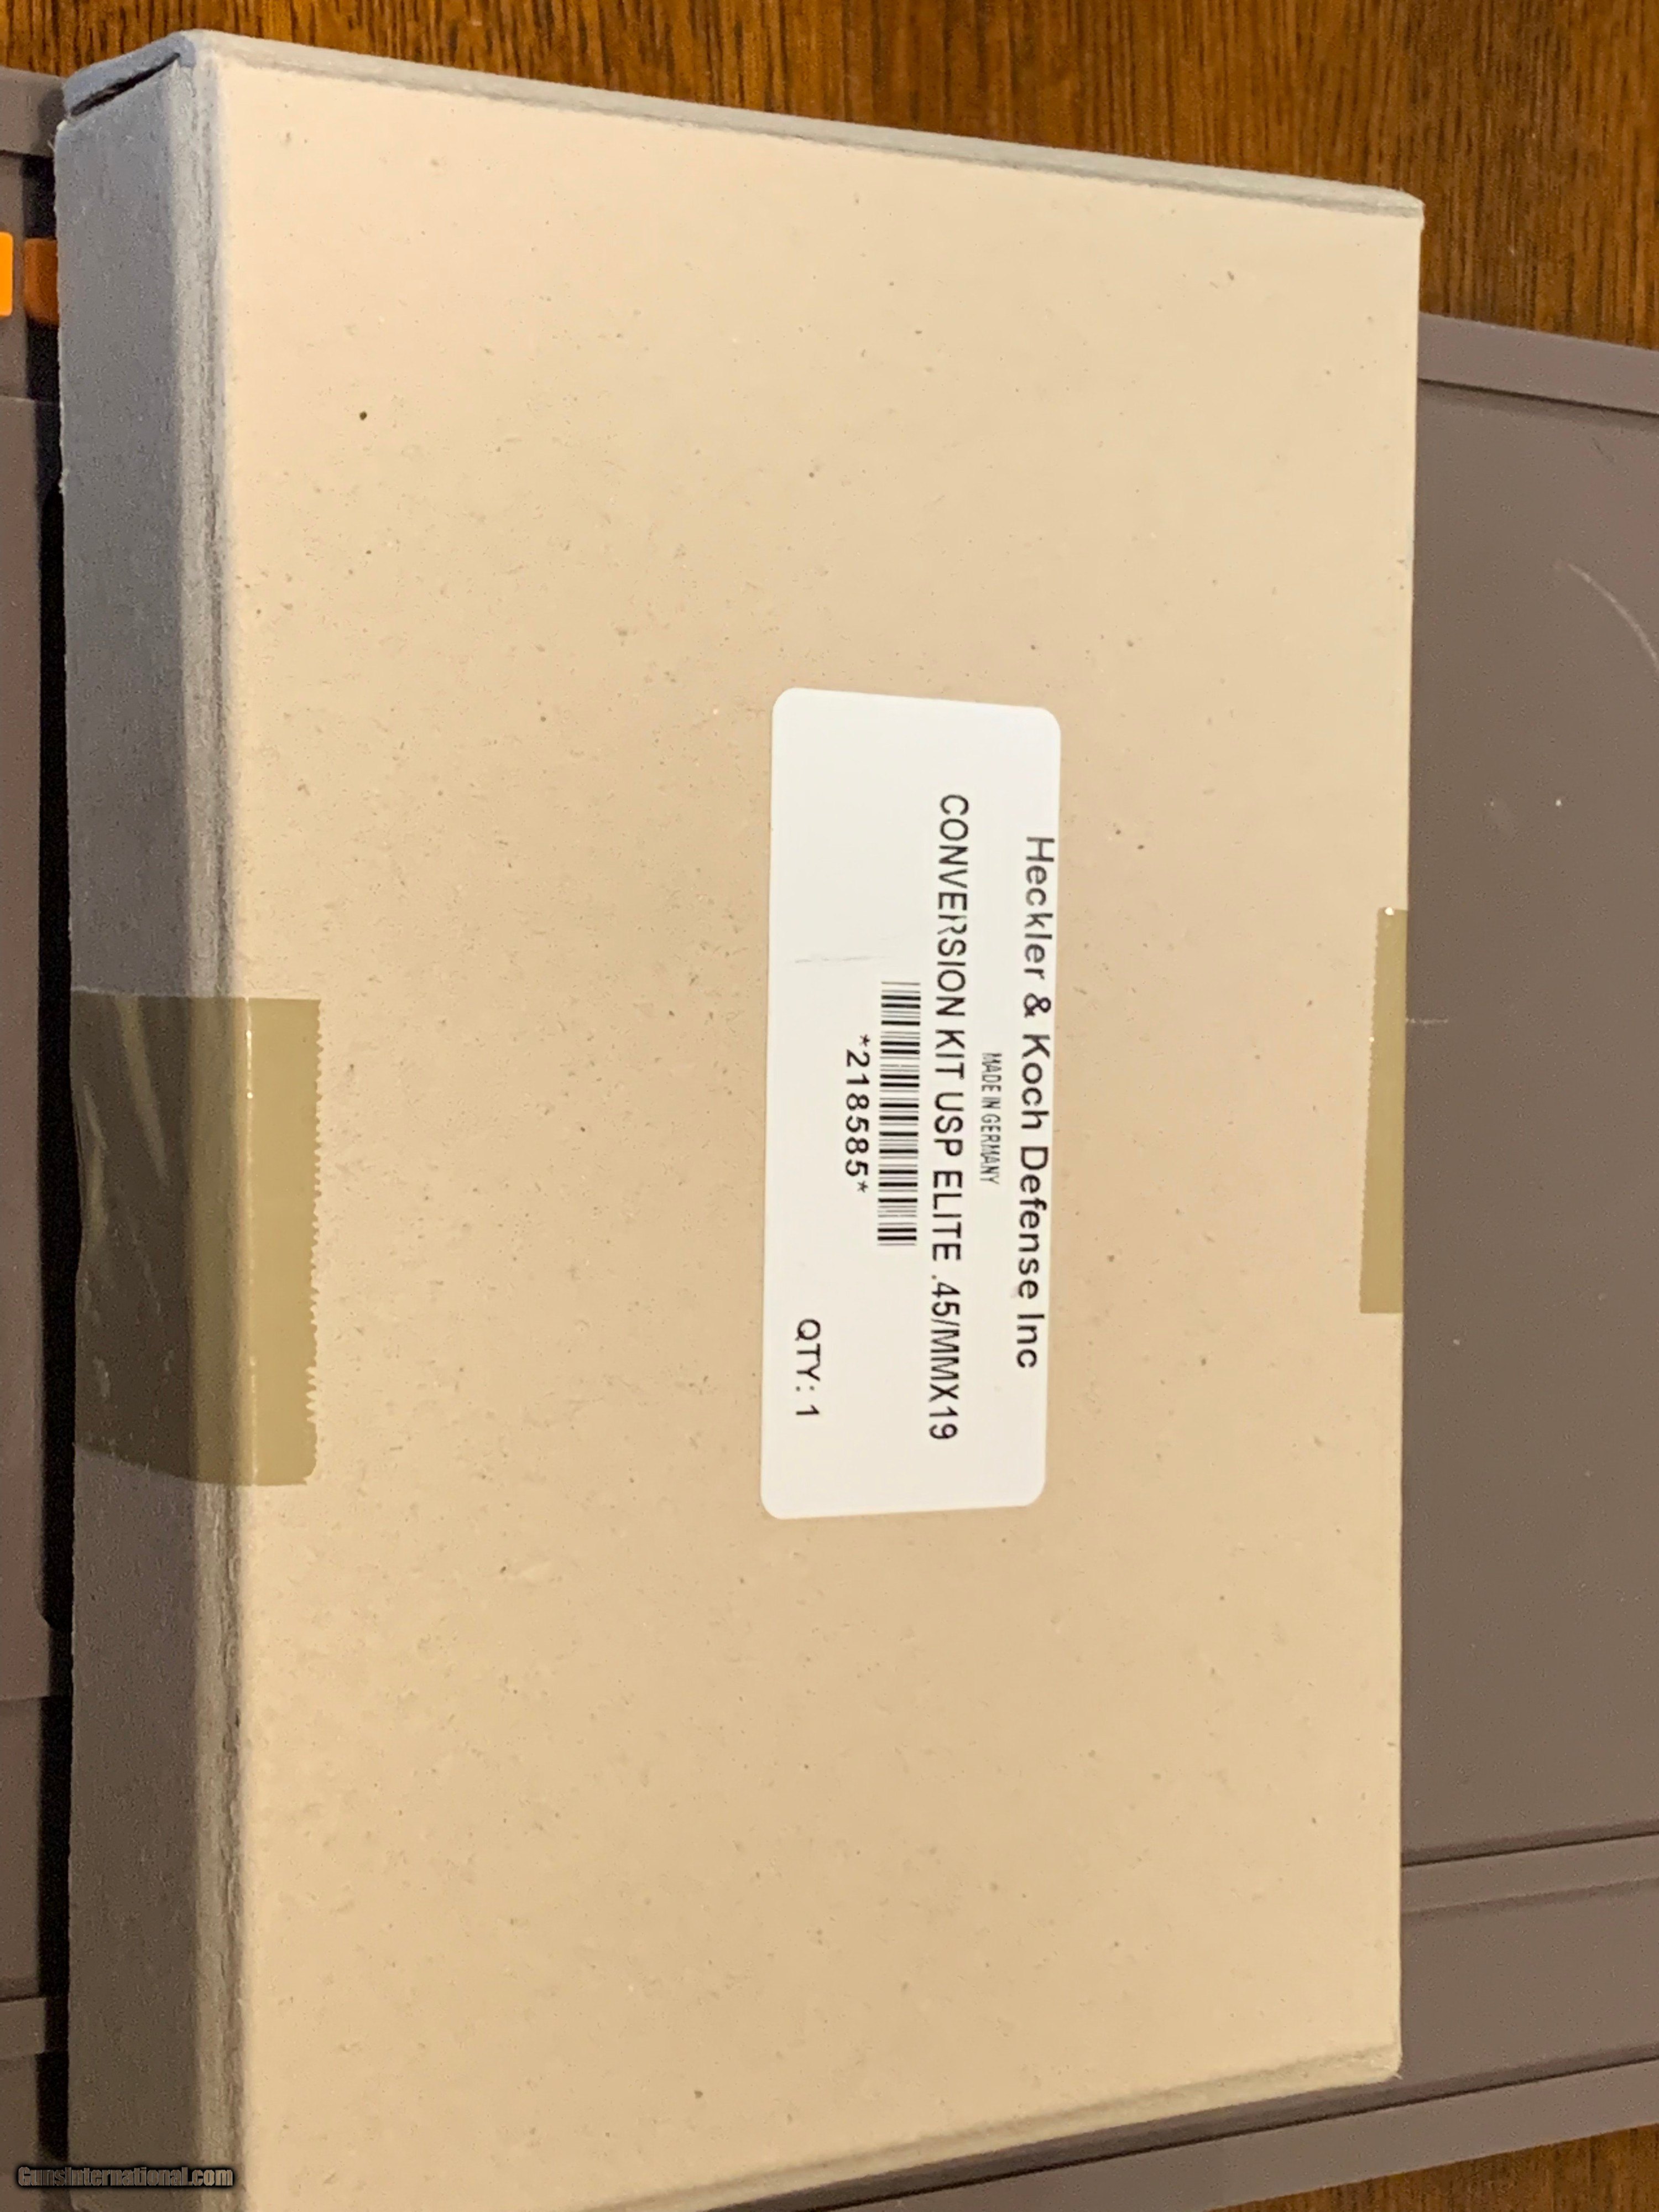 Heckler & Koch Defense Inc
MADE IN GERMANY
CONVERSION KIT USP ELITE .45/MMX19
*218585*
QTY: 1
GunsInternational.com